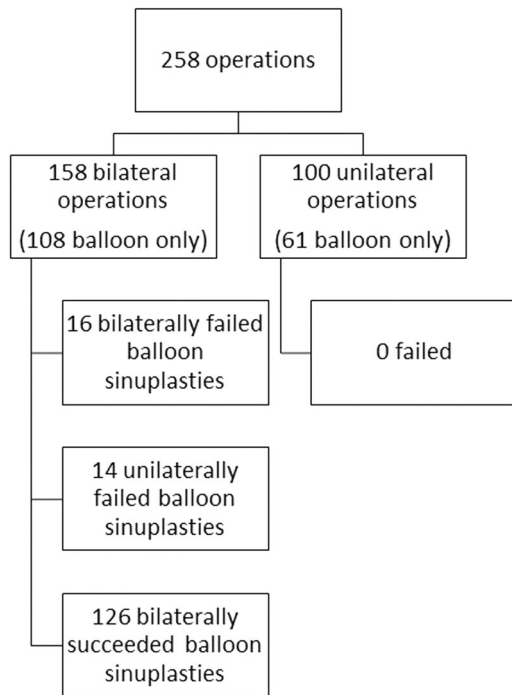 258 operations
158 bilateral
operations
(108 balloon only)
100 unilateral
operations
(61 balloon only)
16 bilaterally failed
balloon
sinuplasties
0 failed
14 unilaterally
failed balloon
sinuplasties
126 bilaterally
succeeded balloon
sinuplasties